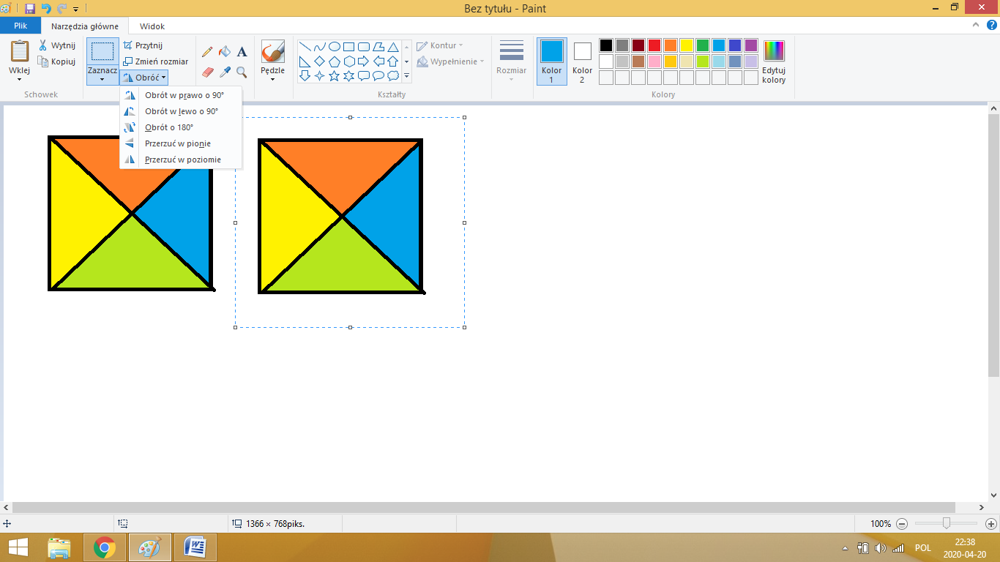 Bez tytułu - Paint
Plik
Narzędzia główne
Widok
Wklej
Wytnij
Kopiuj
Schowek
Zaznacz
Przytnij
Zmień rozmiar
Obróć
Obrót w prawo o 90°
Obrót w lewo o 90°
Obrót o 180°
Przerzuć w pionie
Przerzuć w poziomie
A
Pędzle
Kontur
Wypełnienie
Kształty
Rozmiar
Kolor 
1
Kolor
2
Edytuj
kolory
Kolory
1366 × 768piks.
100%
POL
22:38
2020-04-20